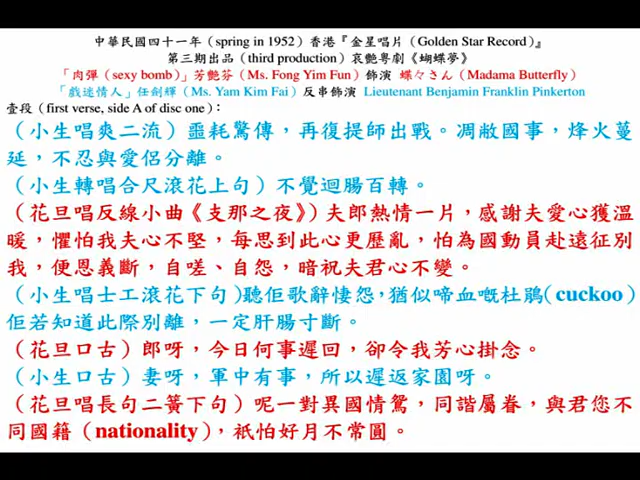 中華民國四十一年（spring in 1952）香港『金星唱片（Golden Star Record）』
第三期出品（third production）哀艷粵劇《蝴蝶夢》
「肉彈（sexy bomb）」芳艷芬（Ms. Fong Yim Fun）飾演 蝶々さん（Madama Butterfly）
「戲迷情人」任劍輝（Ms. Yam Kim Fai）反串飾演 Lieutenant Benjamin Franklin Pinkerton
壹段（first verse, side A of disc one）：
（小生唱爽二流）噩耗驚傳，再復提師出戰。凋敝國事，烽火蔓
延，不忍與愛侶分離。
（小生轉唱合尺滾花上句）不覺迴腸百轉。
（花旦唱反線小曲《支那之夜》）夫郎熱情一片，感謝夫愛心獲溫
暖，懼怕我夫心不堅，每思到此心更歷亂，怕為國動員赴遠征別
我，便恩義斷，自嗟、自怨，暗祝夫君心不變。
（小生唱士工滾花下句）聽佢歌辭悽怨，猶似啼血嘅杜鵑（cuckoo）
佢若知道此際別離，一定肝腸寸斷。
（花旦口古）郎呀，今日何事遲回，卻令我芳心掛念。
（小生口古）妻呀，軍中有事，所以遲返家園呀。
（花旦唱長句二簧下句）呢一對異國情鴛，同諧屬眷，與君您不
同國籍（nationality），衹怕好月不常圓。